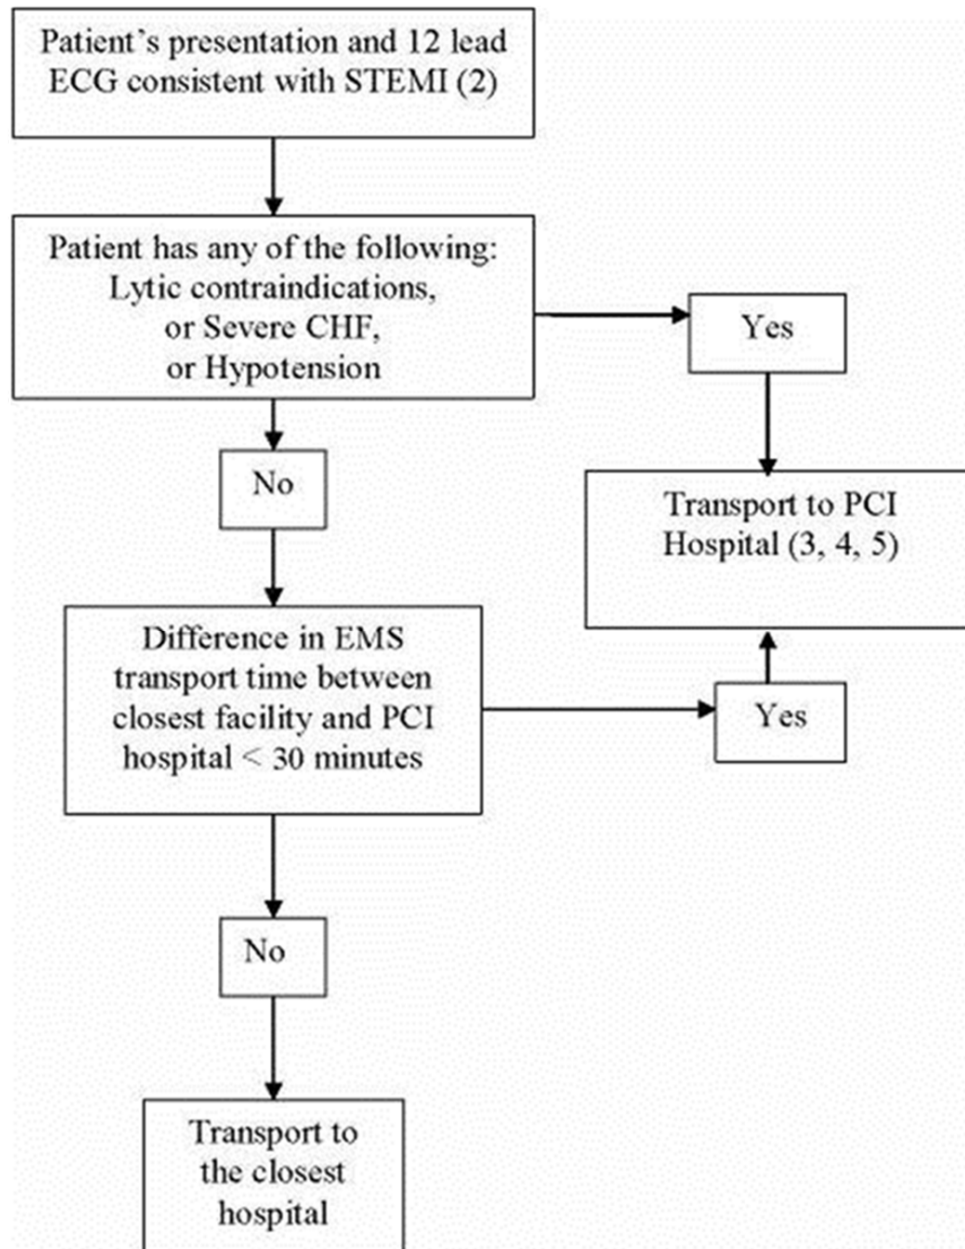 Patient’s presentation and 12 lead
ECG consistent with STEMI (2)
Patient has any of the following:
Lytic contraindications,
or Severe CHF,
or Hypotension
Yes
No
Transport to PCI
Hospital (3, 4, 5)
Difference in EMS
transport time between
closest facility and PCI
hospital < 30 minutes
Yes
No
Transport to
the closest
hospital